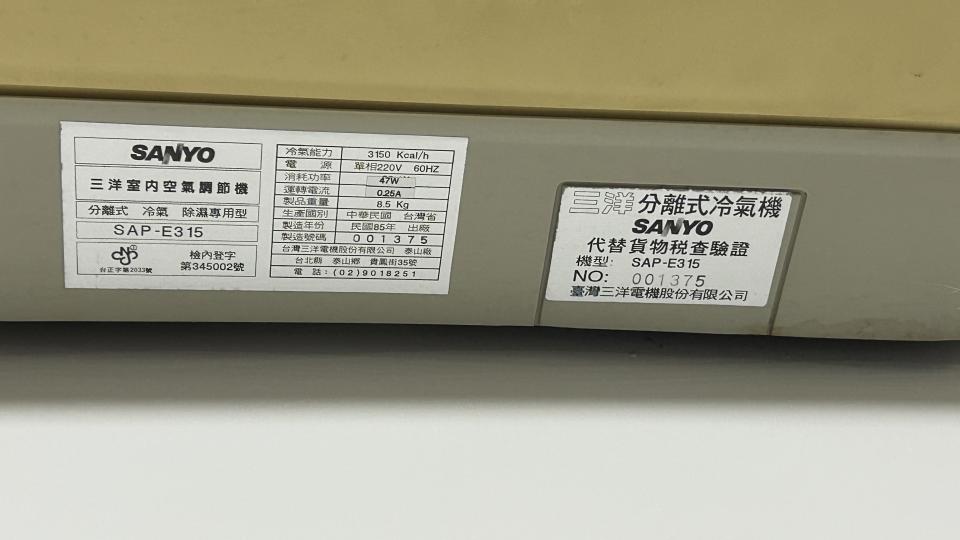 SANYO
三洋室內空氣調節機
分離式 冷氣 除濕專用型
SAP-E315
台正字第2033號
檢內登字
第345002號
冷氣能力 3150 Kcal/h
電源 單相220V 60HZ
消耗功率 47W
運轉電流 0.25A
製品重量 8.5 Kg
生產國別 中華民國 台灣省
製造年份 民國85年 出廠
製造號碼 001375
台灣三洋電機股份有限公司 泰山廠
台北縣 泰山鄉 貴鳳街35號
電話:(02)9018251
三洋分離式冷氣機
SANYO
代替貨物稅查驗證
機型: SAP-E315
NO: 001375
臺灣三洋電機股份有限公司